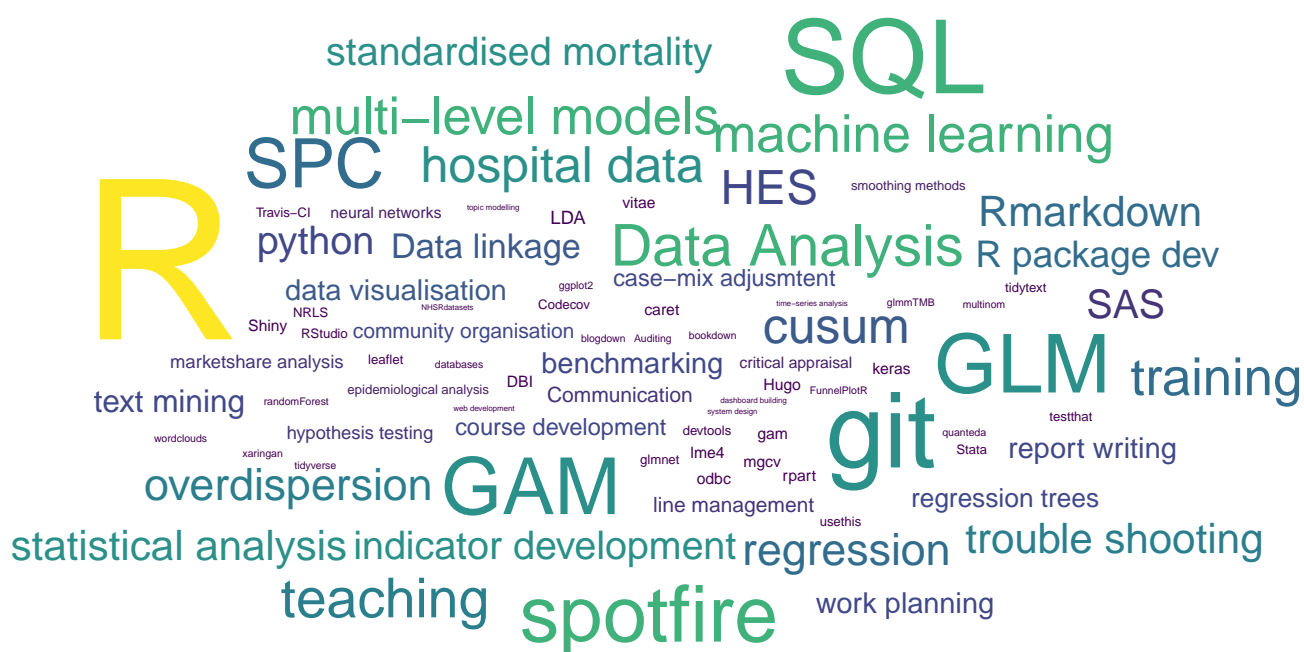 SQL
standardised mortality
multi−level models
machine learning
SPC
hospital data
HES
smoothing methods
R
Travis−CI
neural networks
topic modelling
LDA
vitae
Rmarkdown
python
Data linkage
Data Analysis
R package dev
data visualisation
ggplot2
case−mix adjusmtent
tidytext
NHSRdatasets
Codecov
time−series analysis
glmmTMB
multinom
SAS
NRLS
caret
Shiny
RStudio
community organisation
blogdown
Auditing
bookdown
cusum
marketshare analysis
leaflet
databases
benchmarking
critical appraisal
keras
GLM
training
text mining
randomForest
epidemiological analysis
DBI
Communication
Hugo
FunnelPlotR
web development
dashboard building
system design
testthat
wordclouds
hypothesis testing
course development
devtools
gam
git
quanteda
Stata
report writing
xaringan
tidyverse
glmnet
lme4
mgcv
odbc
rpart
overdispersion
GAM
line management
regression trees
usethis
statistical analysis
indicator development
regression
trouble shooting
teaching
spotfire
work planning